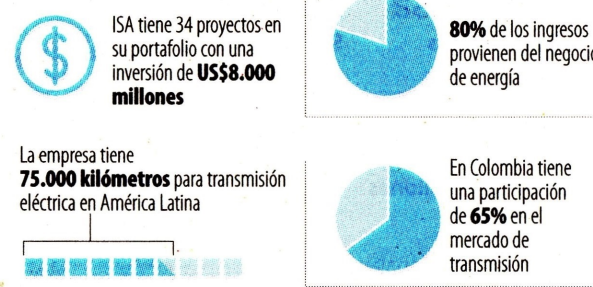 ISA tiene 34 proyectos en
su portafolio con una
inversión de US$8.000
millones
80% de los ingresos
provienen del negocio
de energía
La empresa tiene
75.000 kilómetros para transmisión
eléctrica en América Latina
En Colombia tiene
una participación
de 65% en el
mercado de
transmisión